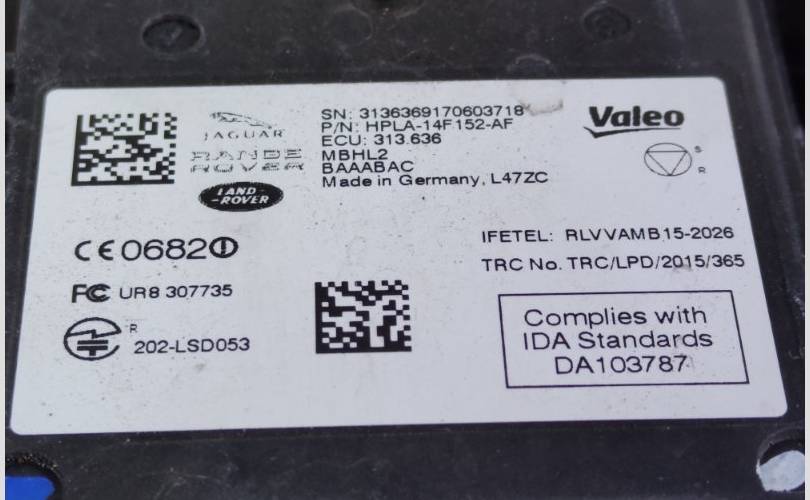 JAGUAR
RANGE
ROVER
LAND
-ROVER
SN: 3136369170603718
P/N: HPLA-14F152-AF
ECU: 313.636
MBHL2
BAAABAC
Made in Germany, L47ZC
Valeo
S
R
CE0682
IFETEL: RLVVAMB15-2026
TRC No. TRC/LPD/2015/365
FC UR8 307735
R
202-LSD053
Complies with
IDA Standards
DA103787